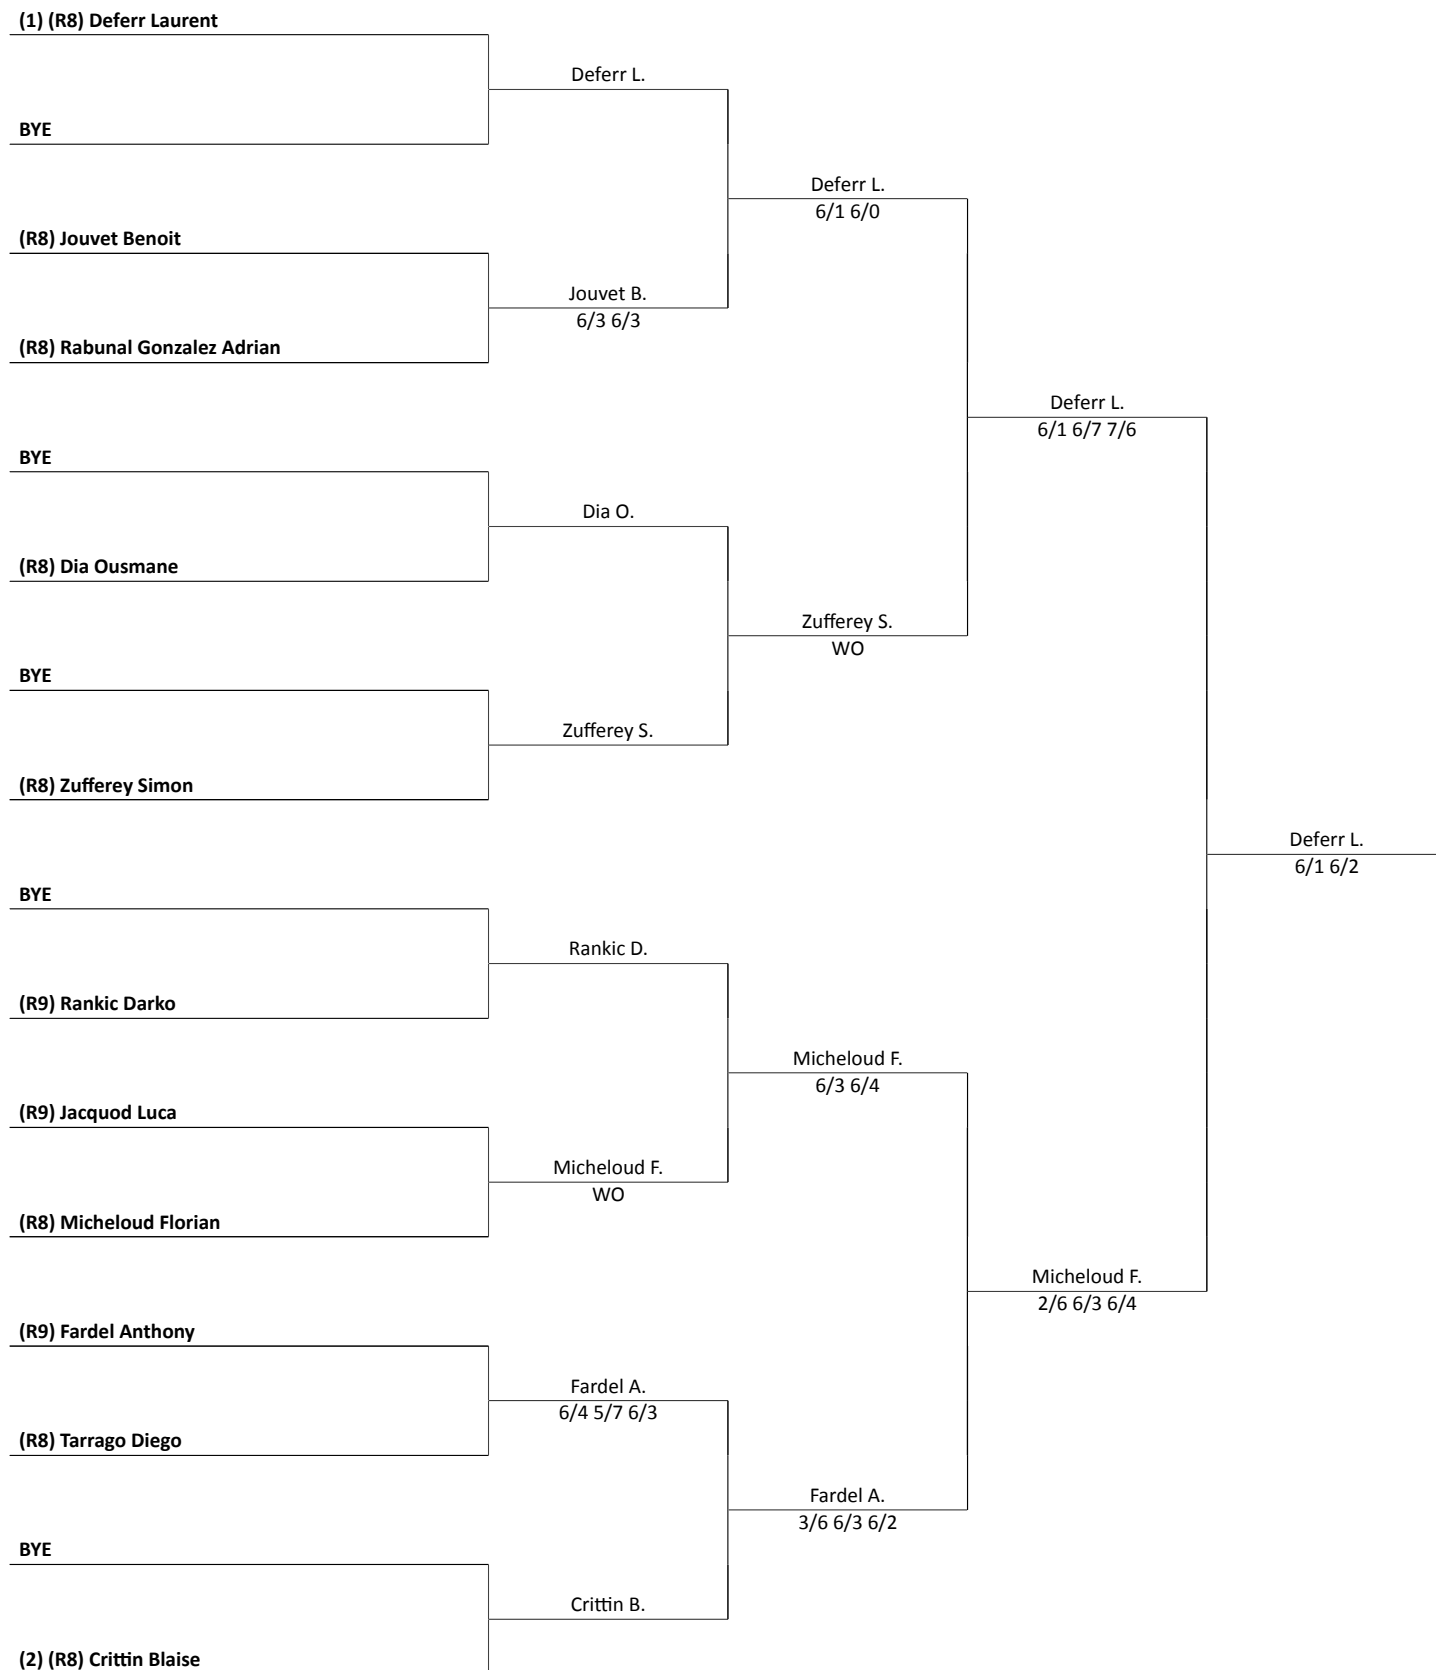 (1) (R8) Deferr Laurent
Deferr L.
BYE
Deferr L.
6/1 6/0
(R8) Jouvet Benoit
Jouvet B.
6/3 6/3
(R8) Rabunal Gonzalez Adrian
Deferr L.
6/1 6/7 7/6
BYE
Dia O.
(R8) Dia Ousmane
Zufferey S.
WO
BYE
Zufferey S.
(R8) Zufferey Simon
Deferr L.
6/1 6/2
BYE
Rankic D.
(R9) Rankic Darko
Micheloud F.
6/3 6/4
(R9) Jacquod Luca
Micheloud F.
WO
(R8) Micheloud Florian
Micheloud F.
2/6 6/3 6/4
(R9) Fardel Anthony
Fardel A.
6/4 5/7 6/3
(R8) Tarrago Diego
Fardel A.
3/6 6/3 6/2
BYE
Crittin B.
(2) (R8) Crittin Blaise